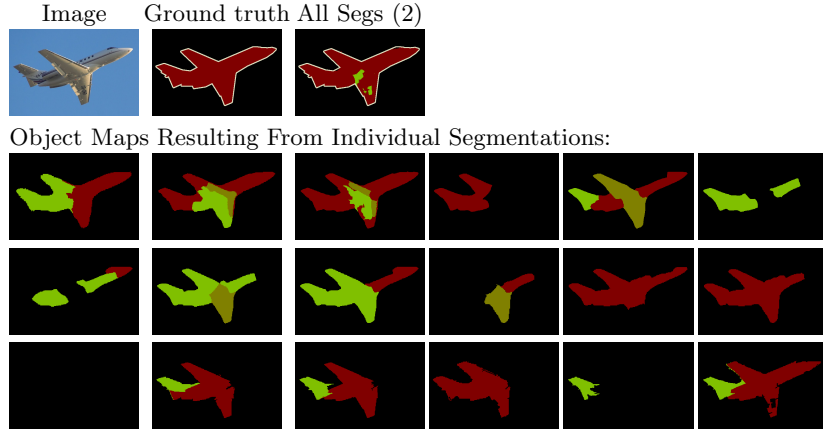 Image Ground truth All Segs (2)
Object Maps Resulting From Individual Segmentations: